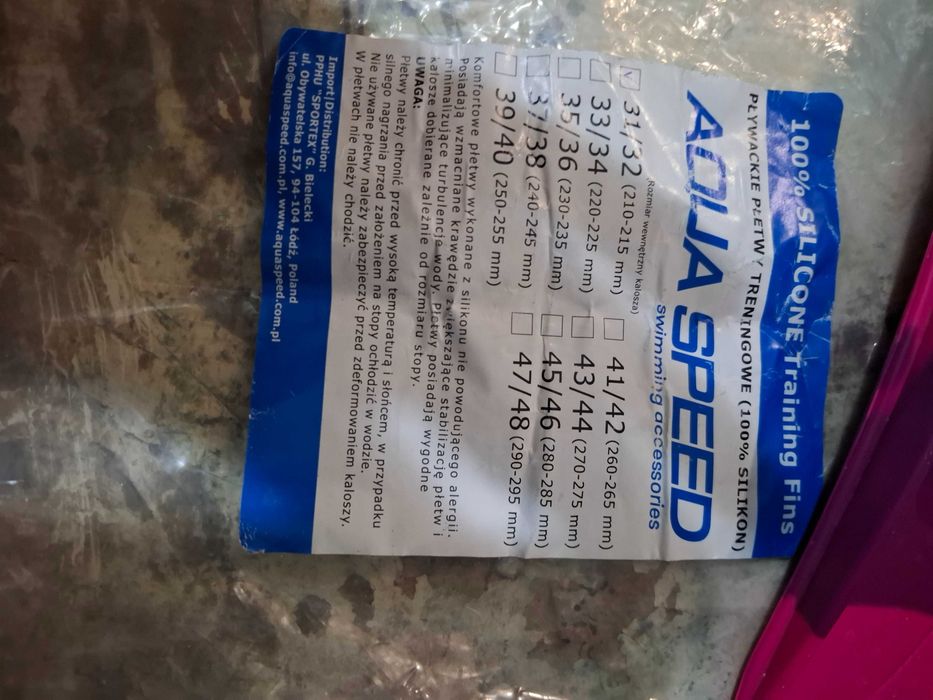 100% SILICONE Training Fins
PŁYWACKIE PŁETWY TRENINGOWE (100% SILIKON)
AQUA SPEED
swimming accessories
(Rozmiar wewnętrzny kalosza)
V 31/32 (210-215 mm)
33/34 (220-225 mm) 41/42 (260-265 mm)
35/36 (230-235 mm) 43/44 (270-275 mm)
37/38 (240-245 mm) 45/46 (280-285 mm)
39/40 (250-255 mm) 47/48 (290-295 mm)
Komfortowe płetwy wykonane z silikonu nie powodującego alergii.
Posiadają wzmacniane krawędzie zwiększające stabilizację płetw i
minimalizujące turbulencje wody. Płetwy posiadają wygodne
kalosze dobierane zależnie od rozmiaru stopy.
UWAGA:
Płetwy należy chronić przed wysoką temperaturą i słońcem, w przypadku
silnego nagrzania przed założeniem na stopy ochłodzić w wodzie.
Nie używane płetwy należy zabezpieczyć przed zdeformowaniem kaloszy.
W płetwach nie należy chodzić.
Import|Distribution:
PPHU "SPORTEX" G. Bielecki
ul. Obywatelska 157, 94-104 Łódź, Poland
info@aquaspeed.com.pl, www.aquaspeed.com.pl